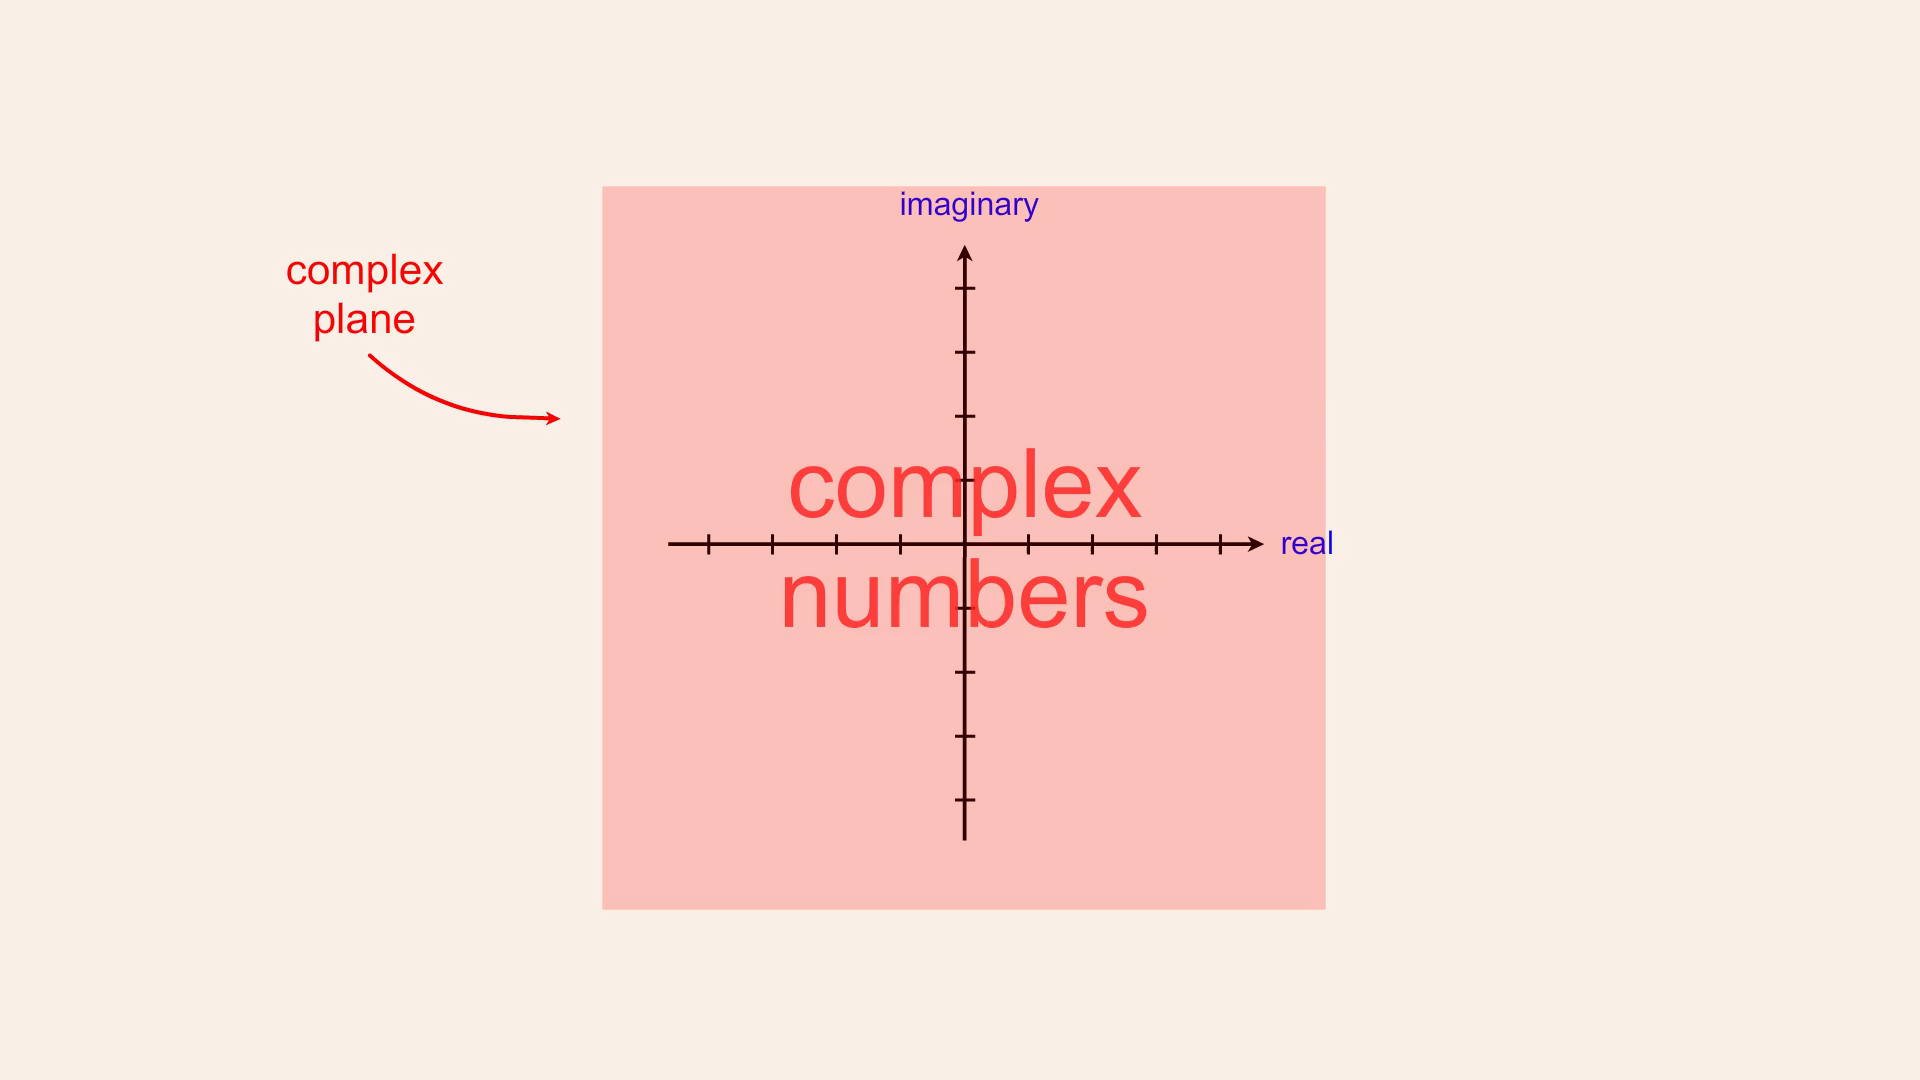 imaginary
complex
plane
complex
numbers
real